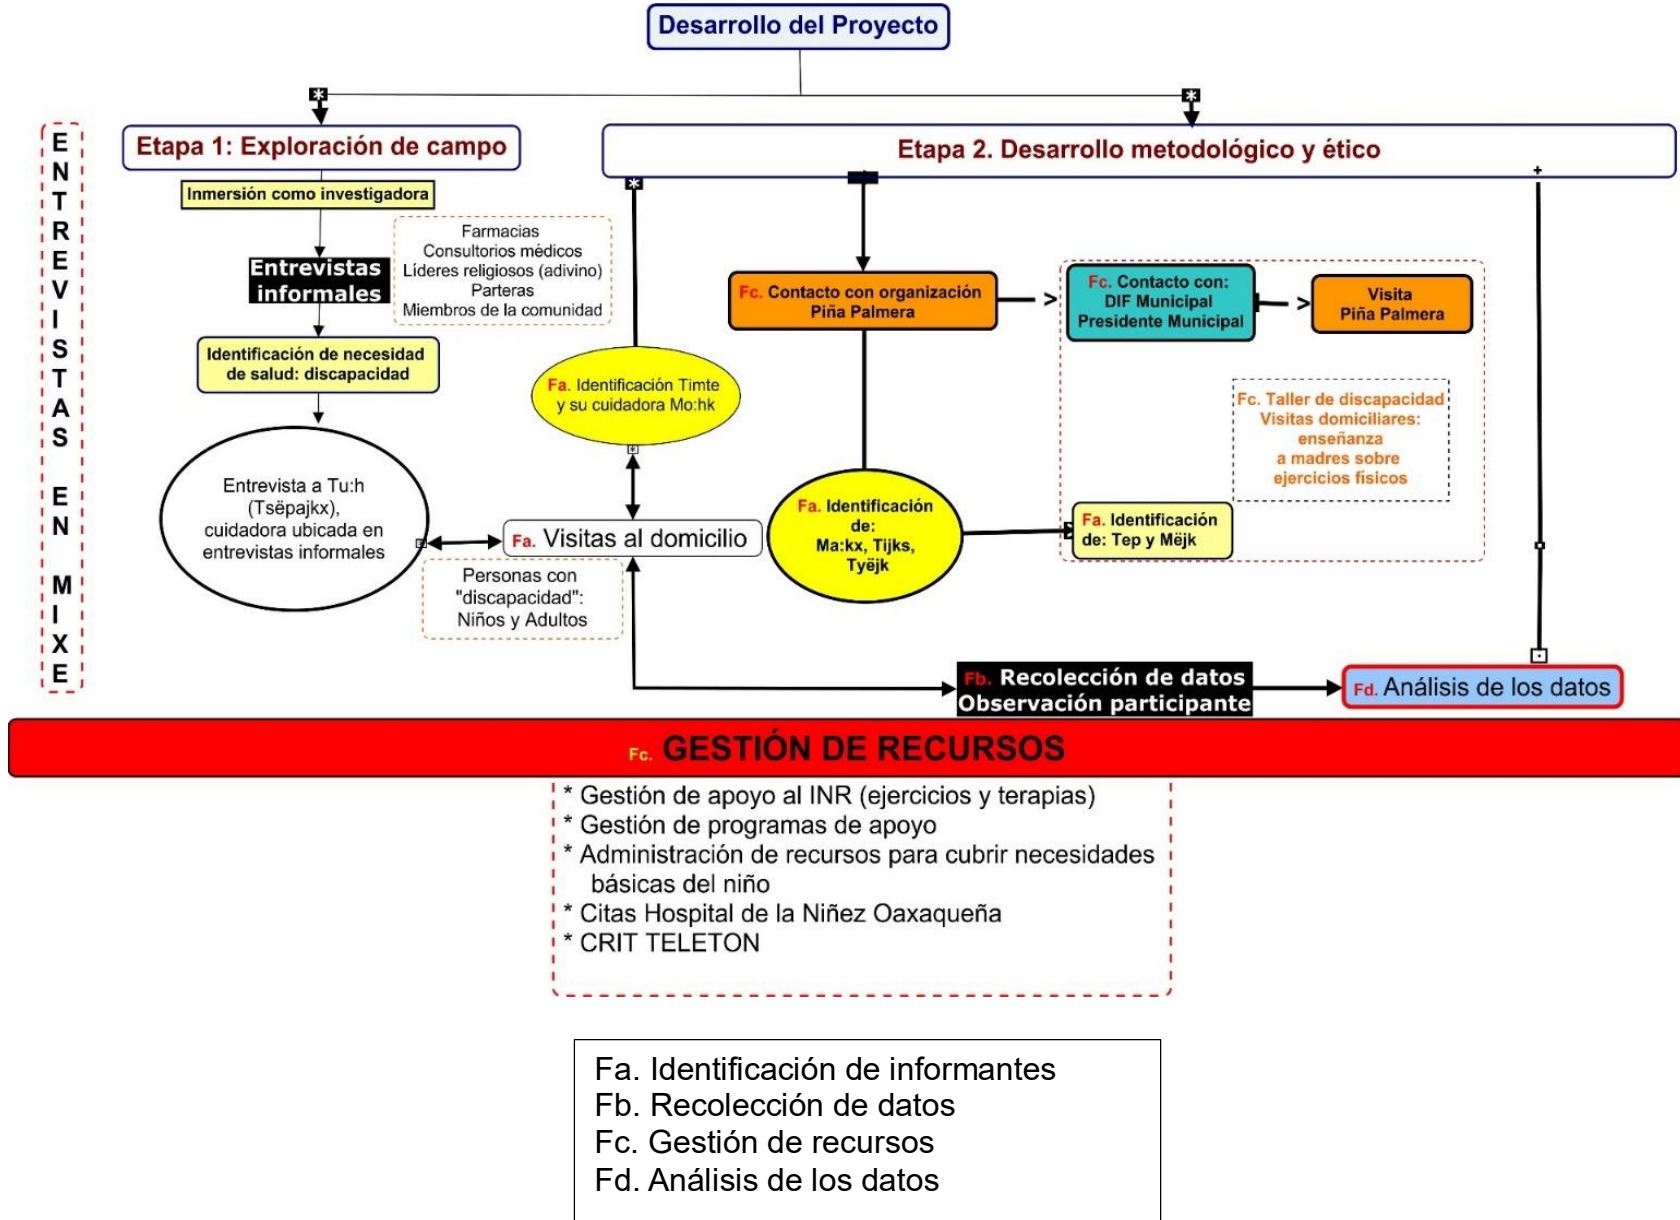 Desarrollo del Proyecto
ENTREVISTAS EN MIXE
Etapa 1: Exploración de campo
Inmersión como investigadora
Entrevistas
informales
Farmacias
Consultorios médicos
Líderes religiosos (adivino)
Parteras
Miembros de la comunidad
Identificación de necesidad
de salud: discapacidad
Entrevista a Tu:h
(Tsëpajkx),
cuidadora ubicada en
entrevistas informales
Etapa 2. Desarrollo metodológico y ético
Fa. Identificación Timte
y su cuidadora Mo:hk
Fa. Visitas al domicilio
Personas con
"discapacidad":
Niños y Adultos
Fc. Contacto con organización
Piña Palmera
Fc. Contacto con:
DIF Municipal
Presidente Municipal
Visita
Piña Palmera
Fc. Taller de discapacidad
Visitas domiciliares:
enseñanza
a madres sobre
ejercicios físicos
Fa. Identificación
de:
Ma:kx, Tijks,
Tyëjk
Fa. Identificación
de: Tep y Mëjk
Fb. Recolección de datos
Observación participante
Fd. Análisis de los datos
Fc. GESTIÓN DE RECURSOS
* Gestión de apoyo al INR (ejercicios y terapias)
* Gestión de programas de apoyo
* Administración de recursos para cubrir necesidades
básicas del niño
* Citas Hospital de la Niñez Oaxaqueña
* CRIT TELETON
Fa. Identificación de informantes
Fb. Recolección de datos
Fc. Gestión de recursos
Fd. Análisis de los datos